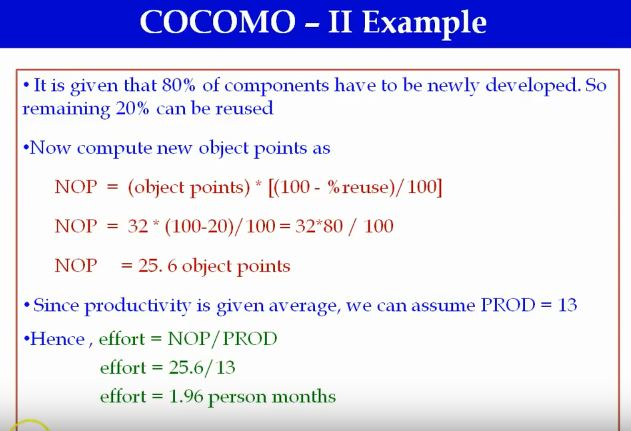 COCOMO – II Example
• It is given that 80% of components have to be newly developed. So
remaining 20% can be reused
•Now compute new object points as
NOP = (object points) * [(100 - %reuse)/100]
NOP = 32 * (100-20)/100 = 32*80 / 100
NOP = 25. 6 object points
• Since productivity is given average, we can assume PROD = 13
•Hence , effort = NOP/PROD
effort = 25.6/13
effort = 1.96 person months